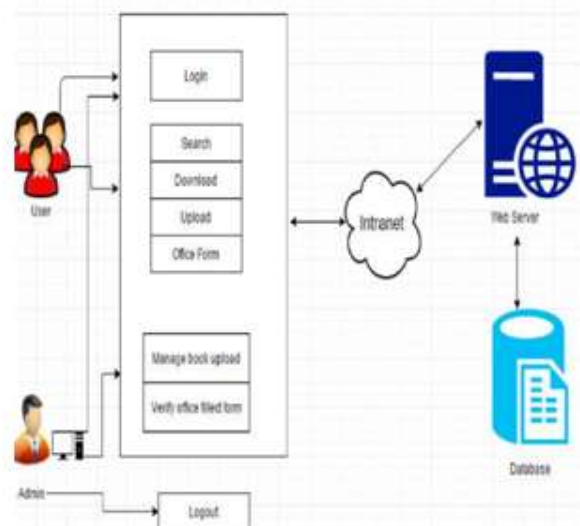 Login
Search
Download
Upload
Office Form
User
Intranet
Web Server
Manage book upload
Verify office filled form
Database
Admin
Logout